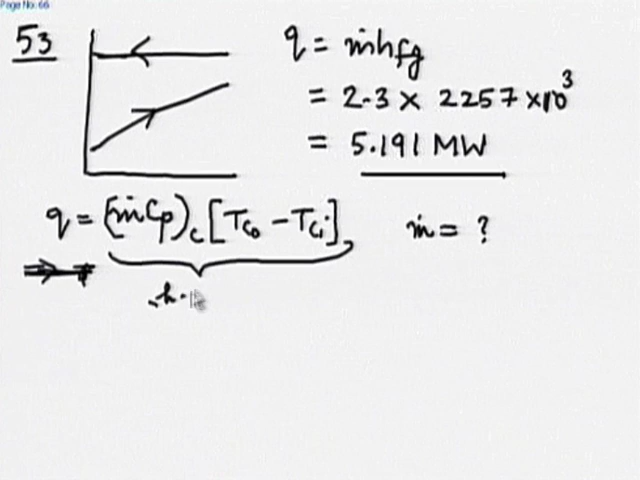 Page No: 66
53
q = ṁhfg
= 2.3 × 2257 × 10³
= 5.191 MW
q = (ṁCp)c [Tco - Tci]
ṁ = ?
h.